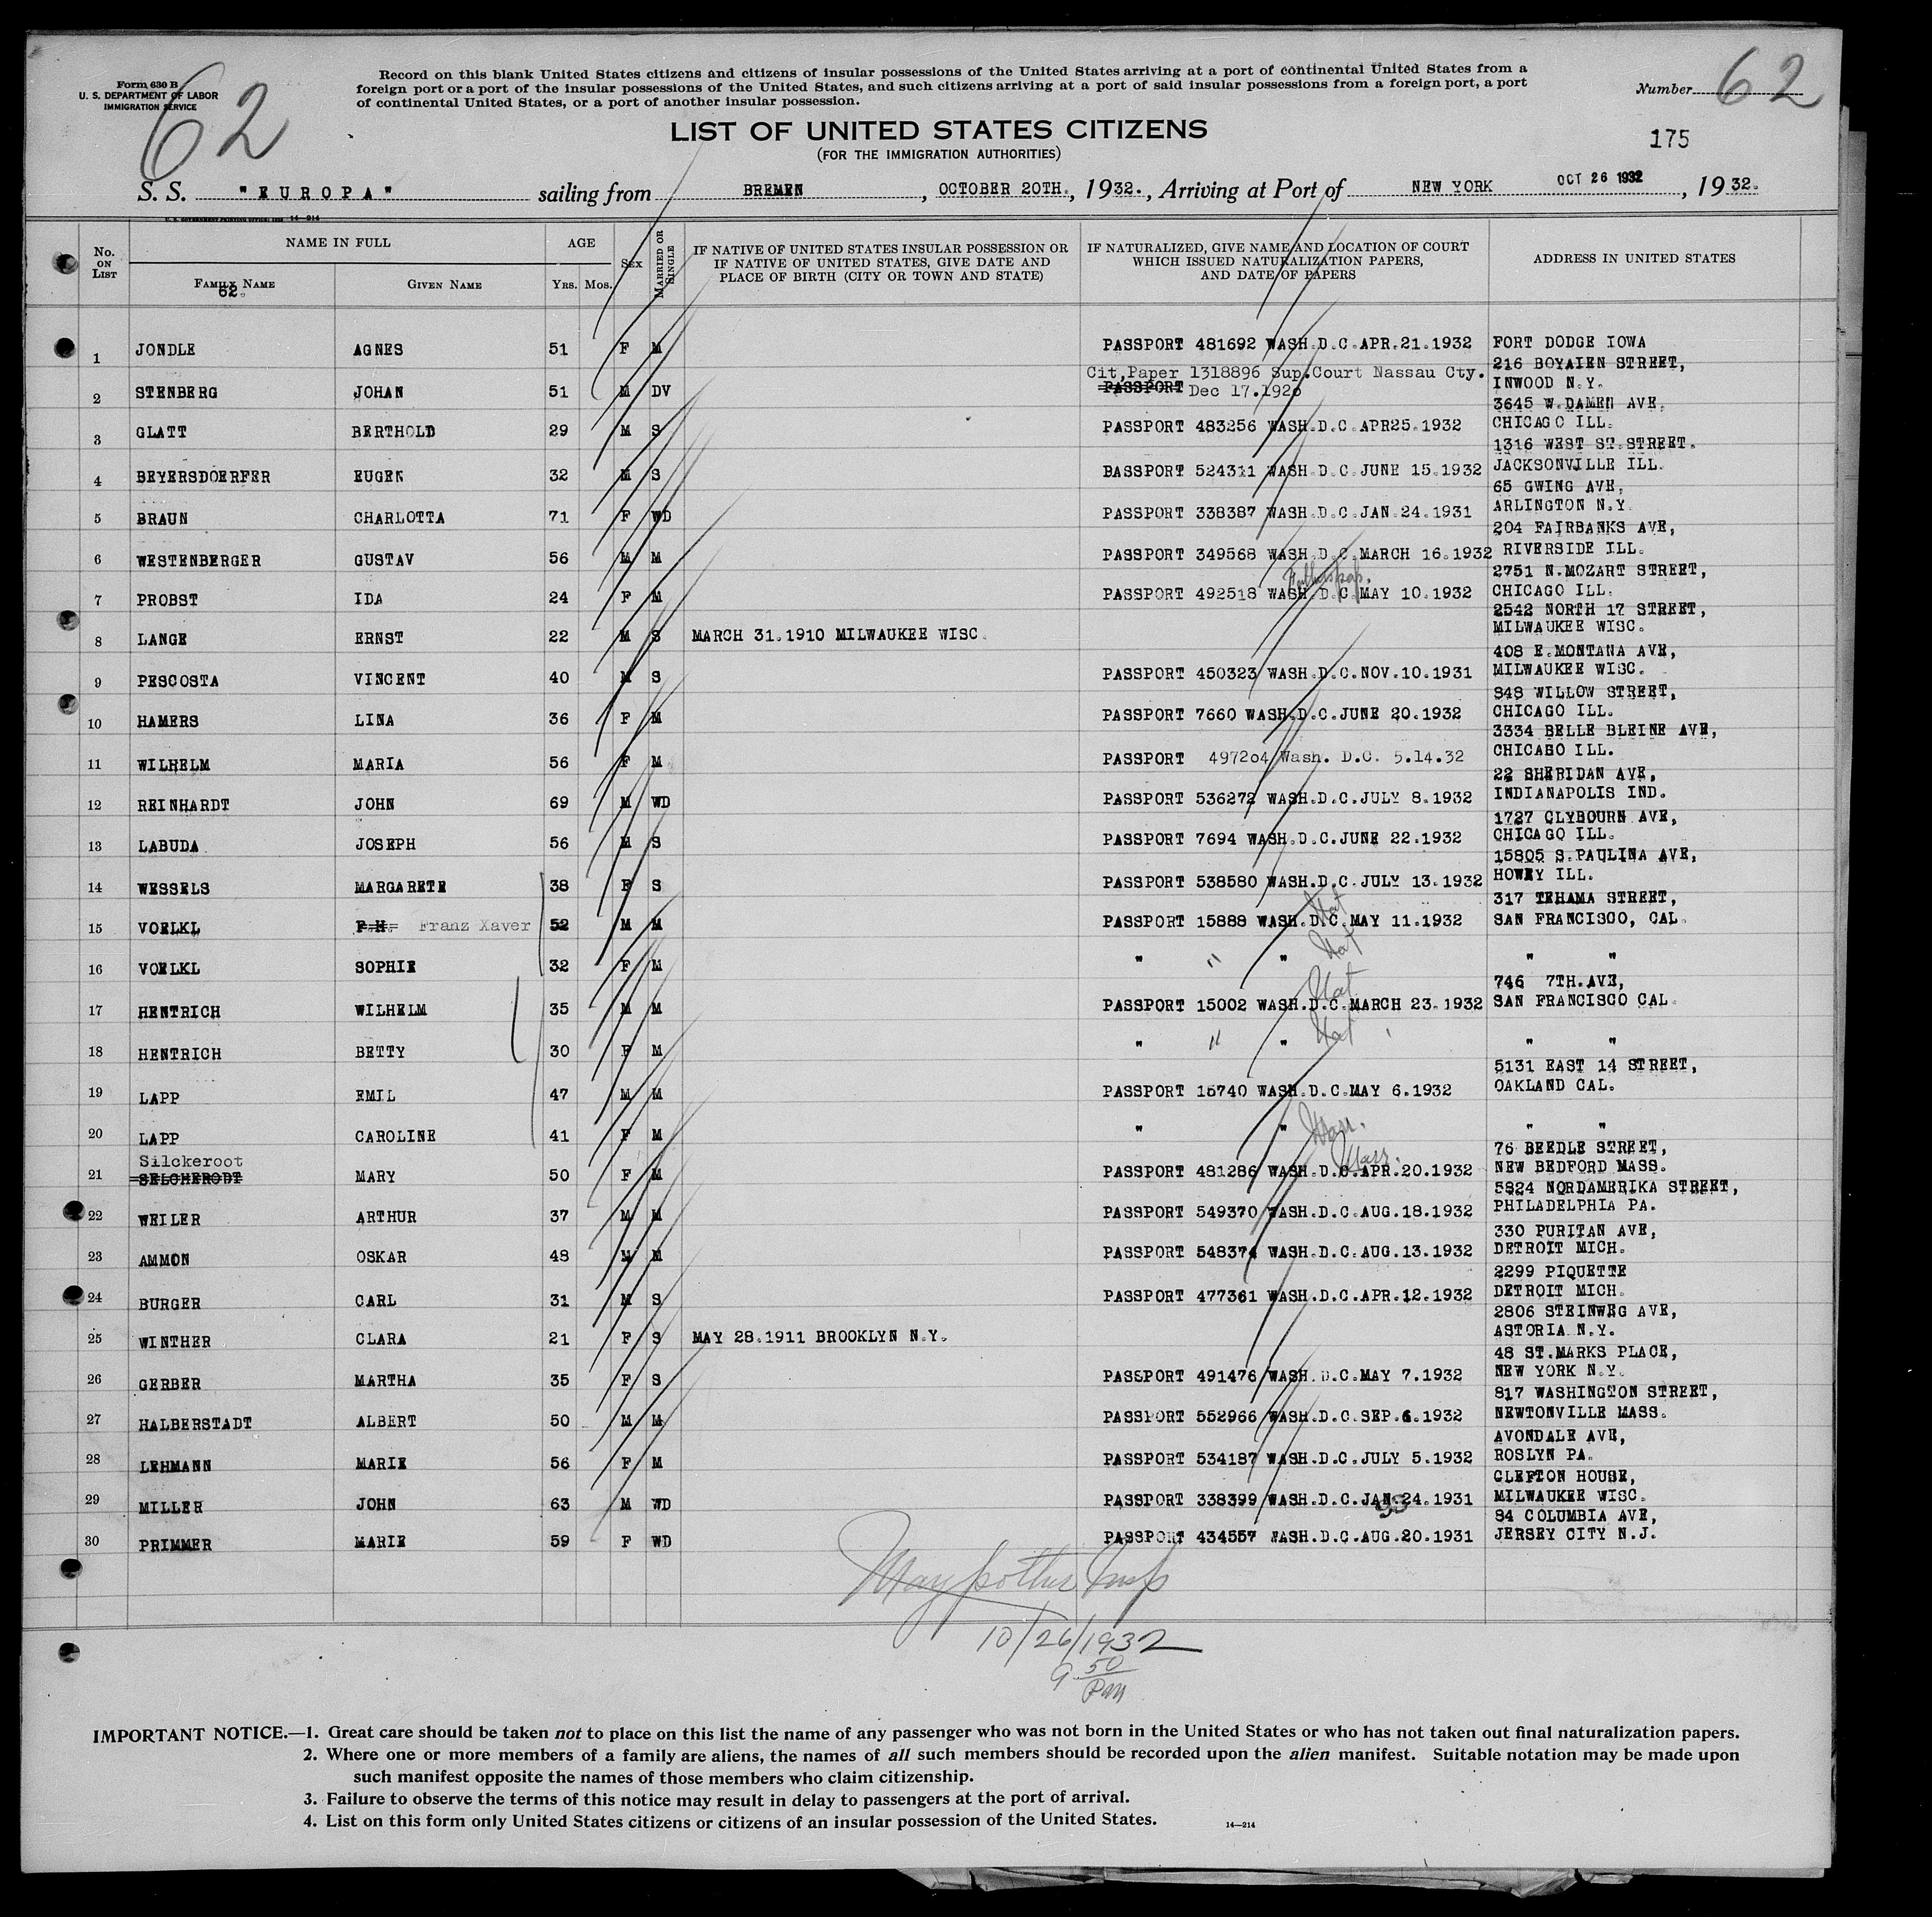 Form 630 B
U. S. DEPARTMENT OF LABOR
IMMIGRATION SERVICE
62
Record on this blank United States citizens and citizens of insular possessions of the United States arriving at a port of continental United States from a
foreign port or a port of the insular possessions of the United States, and such citizens arriving at a port of said insular possessions from a foreign port, a port
of continental United States, or a port of another insular possession.
Number 62
LIST OF UNITED STATES CITIZENS
(FOR THE IMMIGRATION AUTHORITIES)
175
S. S. "EUROPA" sailing from BREMEN, OCTOBER 20TH., 1932., Arriving at Port of NEW YORK OCT 26 1932, 1932.
14—214
No. ON LIST
NAME IN FULL
FAMILY NAME
62.
GIVEN NAME
AGE
YRS. MOS.
SEX
MARRIED OR SINGLE
IF NATIVE OF UNITED STATES INSULAR POSSESSION OR
IF NATIVE OF UNITED STATES, GIVE DATE AND
PLACE OF BIRTH (CITY OR TOWN AND STATE)
IF NATURALIZED, GIVE NAME AND LOCATION OF COURT
WHICH ISSUED NATURALIZATION PAPERS,
AND DATE OF PAPERS
ADDRESS IN UNITED STATES
1 JONDLE AGNES 51 F M PASSPORT 481692 WASH.D.C.APR.21.1932 FORT DODGE IOWA
216 BOYAIEN STREET,
Cit,Paper 1318896 Sup.Court Nassau Cty.
2 STENBERG JOHAN 51 M DV PASSPORT Dec 17.1926 INWOOD N.Y.
3645 W.DAMEN AVE,
3 GLATT BERTHOLD 29 M S PASSPORT 483256 WASH.D.C.APR25.1932 CHICAGO ILL.
1316 WEST ST.STREET.
4 BEYERSDOERFER EUGEN 32 M S BASSPORT 524311 WASH.D.C.JUNE 15.1932 JACKSONVILLE ILL.
65 GWING AVE,
5 BRAUN CHARLOTTA 71 F WD PASSPORT 338387 WASH.D.C.JAN.24.1931 ARLINGTON N.Y.
204 FAIRBANKS AVE,
6 WESTENBERGER GUSTAV 56 M M PASSPORT 349568 WASH.D.C.MARCH 16.1932 RIVERSIDE ILL.
2751 N.MOZART STREET,
7 PROBST IDA 24 F M PASSPORT 492518 WASH.D.C.MAY 10.1932 CHICAGO ILL.
2542 NORTH 17 STREET,
8 LANGE ERNST 22 M S MARCH 31.1910 MILWAUKEE WISC. MILWAUKEE WISC.
408 E.MONTANA AVE,
9 PESCOSTA VINCENT 40 M S PASSPORT 450323 WASH.D.C.NOV.10.1931 MILWAUKEE WISC.
848 WILLOW STREET,
10 HAMERS LINA 36 F M PASSPORT 7660 WASH.D.C.JUNE 20.1932 CHICAGO ILL.
3334 BELLE BLEINE AVE,
11 WILHELM MARIA 56 F M PASSPORT 497204 Wash. D.C. 5.14.32 CHICAGO ILL.
22 SHERIDAN AVE,
12 REINHARDT JOHN 69 M WD PASSPORT 536272 WASH.D.C.JULY 8.1932 INDIANAPOLIS IND.
1727 CLYBOURN AVE,
13 LABUDA JOSEPH 56 M S PASSPORT 7694 WASH.D.C.JUNE 22.1932 CHICAGO ILL.
15805 S.PAULINA AVE,
14 WESSELS MARGARETE 38 F S PASSPORT 538580 WASH.D.C.JULY 13.1932 HOWEY ILL.
317 TEHAMA STREET,
15 VOELKL P.H. Franz Xaver 52 M M PASSPORT 15888 WASH.D.C.MAY 11.1932 SAN FRANCISCO, CAL.
Nat
16 VOELKL SOPHIE 32 F M " " " Nat " "
746 7TH.AVE,
Nat
17 HENTRICH WILHELM 35 M M PASSPORT 15002 WASH.D.C.MARCH 23.1932 SAN FRANCISCO CAL.
18 HENTRICH BETTY 30 F M " " " Nat " "
5131 EAST 14 STREET,
19 LAPP EMIL 47 M M PASSPORT 15740 WASH.D.C.MAY 6.1932 OAKLAND CAL.
20 LAPP CAROLINE 41 F M " " Marr. " "
76 BEEDLE STREET,
Silckeroot
Marr.
21 SELCHERODT MARY 50 F M PASSPORT 481286 WASH.D.C.APR.20.1932 NEW BEDFORD MASS.
5824 NORDAMERIKA STREET,
22 WEILER ARTHUR 37 M M PASSPORT 549370 WASH.D.C.AUG.18.1932 PHILADELPHIA PA.
330 PURITAN AVE,
23 AMMON OSKAR 48 M M PASSPORT 548374 WASH.D.C.AUG.13.1932 DETROIT MICH.
2299 PIQUETTE
24 BURGER CARL 31 M S PASSPORT 477361 WASH.D.C.APR.12.1932 DETROIT MICH.
2806 STEINWEG AVE,
25 WINTHER CLARA 21 F S MAY 28.1911 BROOKLYN N.Y. ASTORIA N.Y.
48 ST.MARKS PLACE,
26 GERBER MARTHA 35 F S PASSPORT 491476 WASH.D.C.MAY 7.1932 NEW YORK N.Y.
817 WASHINGTON STREET,
27 HALBERSTADT ALBERT 50 M M PASSPORT 552966 WASH.D.C.SEP.6.1932 NEWTONVILLE MASS.
AVONDALE AVE,
28 LEHMANN MARIE 56 F M PASSPORT 534187 WASH.D.C.JULY 5.1932 ROSLYN PA.
CLEFTON HOUSE,
29 MILLER JOHN 63 M WD PASSPORT 338399 WASH.D.C.JAN.24.1931 MILWAUKEE WISC.
84 COLUMBIA AVE,
30 PRIMMER MARIE 59 F WD PASSPORT 434557 WASH.D.C.AUG.20.1931 JERSEY CITY N.J.
10/26/1932
9 50
PM
IMPORTANT NOTICE.—1. Great care should be taken not to place on this list the name of any passenger who was not born in the United States or who has not taken out final naturalization papers.
2. Where one or more members of a family are aliens, the names of all such members should be recorded upon the alien manifest. Suitable notation may be made upon
such manifest opposite the names of those members who claim citizenship.
3. Failure to observe the terms of this notice may result in delay to passengers at the port of arrival.
4. List on this form only United States citizens or citizens of an insular possession of the United States.
14—214